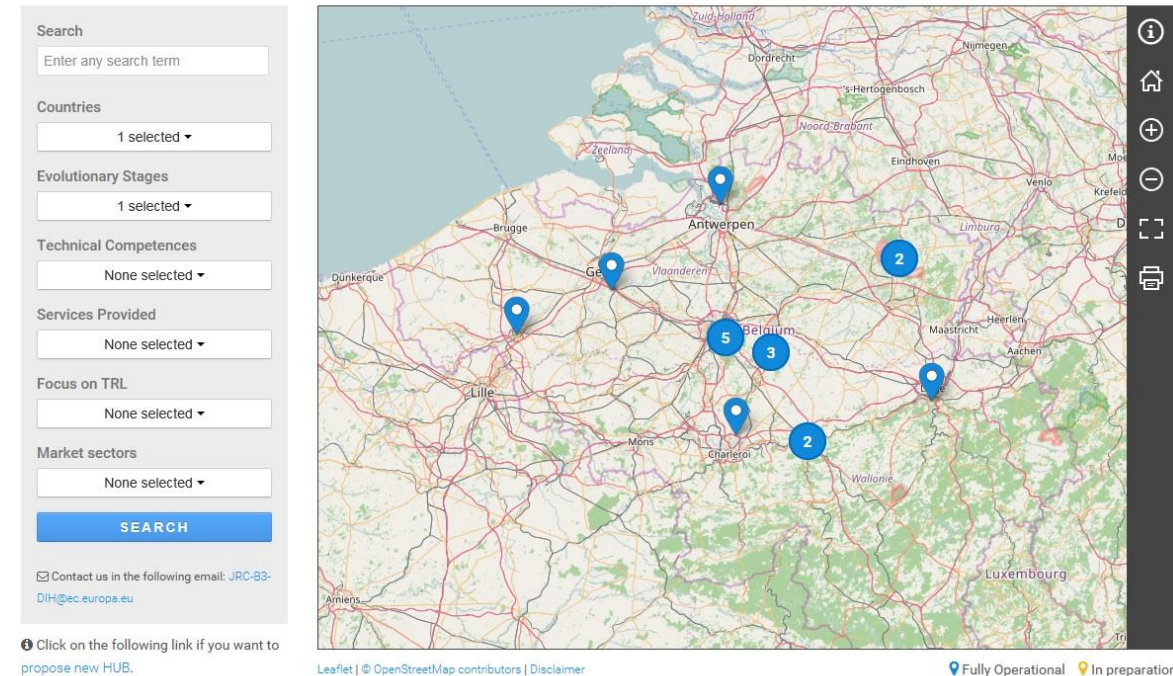 Search
Enter any search term
Countries
1 selected
Evolutionary Stages
1 selected
Technical Competences
None selected
Services Provided
None selected
Focus on TRL
None selected
Market sectors
None selected
SEARCH
Contact us in the following email: JRC-B3-
DIH@ec.europa.eu
Click on the following link if you want to
propose new HUB.
Zuid-Holland
Nijmegen
Dordrecht
's-Hertogenbosch
Noord-Brabant
Zeeland
Eindhoven
Moe
Venlo
Krefeld
Antwerpen
Limburg
D
Brugge
2
Ge
Vlaanderen
Dunkerque
Heerlen
5
Belgium
Maastricht
3
Aachen
Lille
Mons
2
Charleroi
Wallonie
Luxembourg
Amiens
Tri
Leaflet | © OpenStreetMap contributors | Disclaimer
Fully Operational In preparation